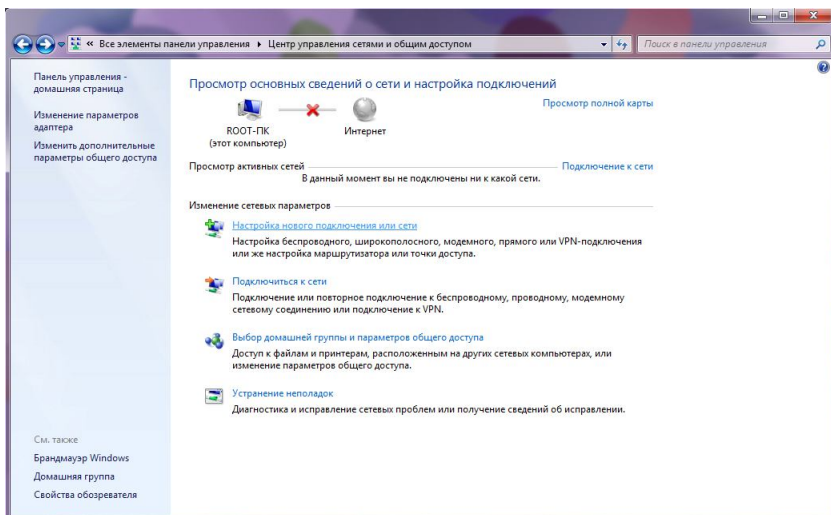 « Все элементы панели управления ▸ Центр управления сетями и общим доступом
Поиск в панели управления
Панель управления -
домашняя страница
Изменение параметров
адаптера
Изменить дополнительные
параметры общего доступа
См. также
Брандмауэр Windows
Домашняя группа
Свойства обозревателя
Просмотр основных сведений о сети и настройка подключений
Просмотр полной карты
ROOT-ПК
(этот компьютер)
Интернет
Просмотр активных сетей
Подключение к сети
В данный момент вы не подключены ни к какой сети.
Изменение сетевых параметров
Настройка нового подключения или сети
Настройка беспроводного, широкополосного, модемного, прямого или VPN-подключения
или же настройка маршрутизатора или точки доступа.
Подключиться к сети
Подключение или повторное подключение к беспроводному, проводному, модемному
сетевому соединению или подключение к VPN.
Выбор домашней группы и параметров общего доступа
Доступ к файлам и принтерам, расположенным на других сетевых компьютерах, или
изменение параметров общего доступа.
Устранение неполадок
Диагностика и исправление сетевых проблем или получение сведений об исправлении.